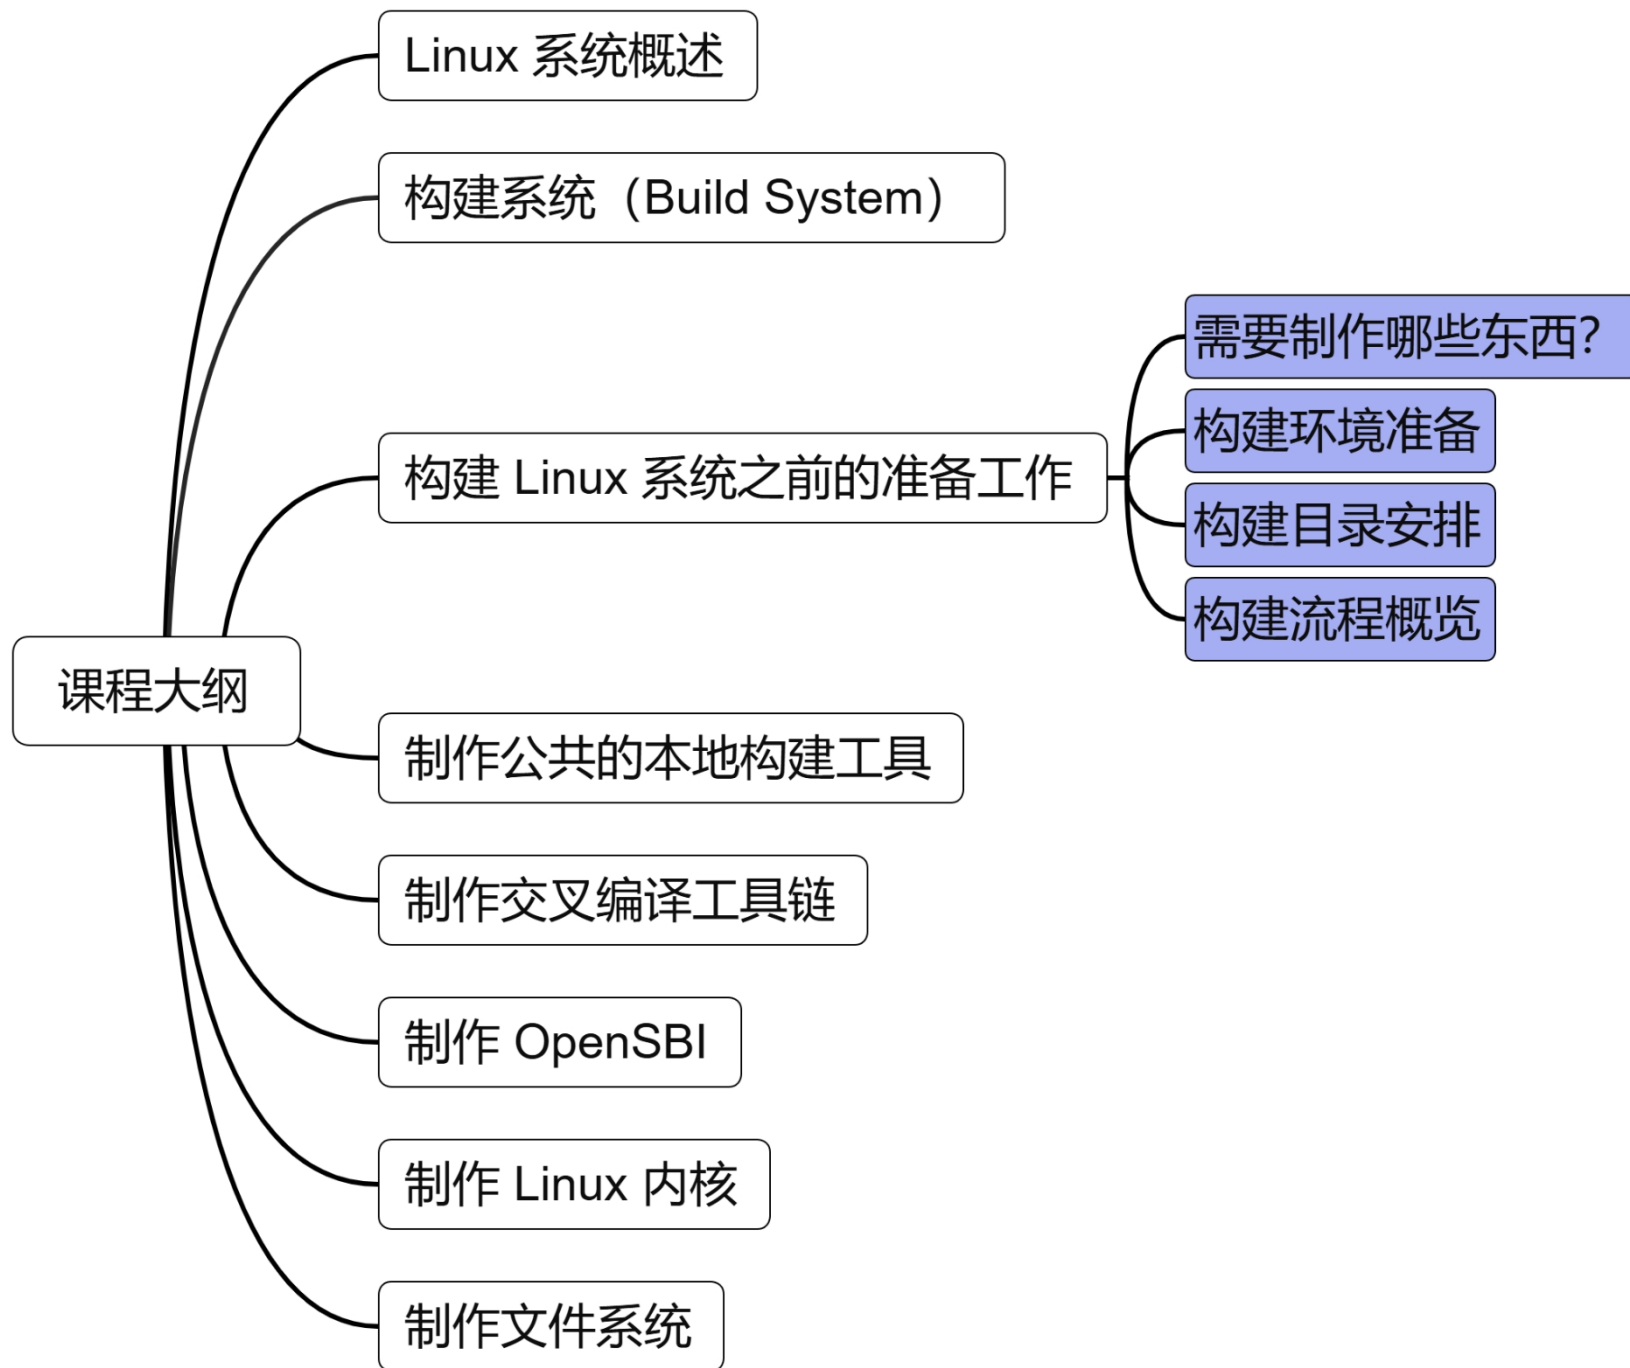 Linux 系统概述
构建系统（Build System）
需要制作哪些东西？
构建环境准备
构建 Linux 系统之前的准备工作
构建目录安排
构建流程概览
课程大纲
制作公共的本地构建工具
制作交叉编译工具链
制作 OpenSBI
制作 Linux 内核
制作文件系统